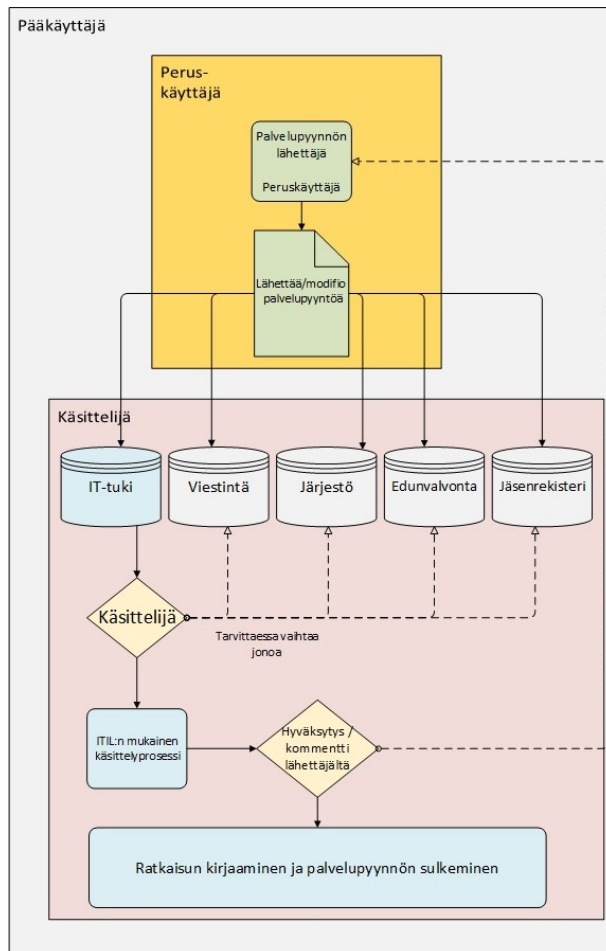 Pääkäyttäjä
Perus-
käyttäjä
Palvelupyynnön
lähettäjä
Peruskäyttäjä
Lähettää/modifio
palvelupyyntöä
Käsittelijä
IT-tuki
Viestintä
Järjestö
Edunvalvonta
Jäsenrekisteri
Käsittelijä
Tarvittaessa vaihtaa
jonoa
ITIL:n mukainen
käsittelyprosessi
Hyväksytys /
kommentti
lähettäjältä
Ratkaisun kirjaaminen ja palvelupyynnön sulkeminen